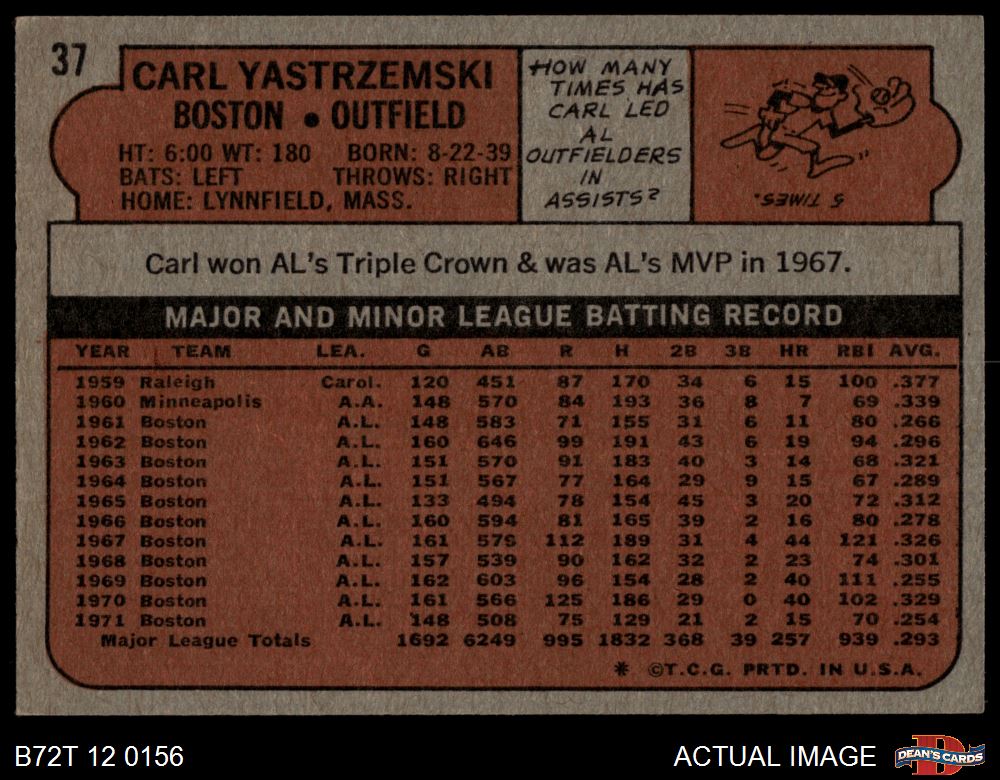 37
CARL YASTRZEMSKI
BOSTON • OUTFIELD
HT: 6:00 WT: 180 BORN: 8-22-39
BATS: LEFT THROWS: RIGHT
HOME: LYNNFIELD, MASS.
HOW MANY
TIMES HAS
CARL LED
AL
OUTFIELDERS
IN
ASSISTS?
5 TIMES.
Carl won AL's Triple Crown & was AL's MVP in 1967.
MAJOR AND MINOR LEAGUE BATTING RECORD
YEAR TEAM LEA. G AB R H 2B 3B HR RBI AVG.
1959 Raleigh Carol. 120 451 87 170 34 6 15 100 .377
1960 Minneapolis A.A. 148 570 84 193 36 8 7 69 .339
1961 Boston A.L. 148 583 71 155 31 6 11 80 .266
1962 Boston A.L. 160 646 99 191 43 6 19 94 .296
1963 Boston A.L. 151 570 91 183 40 3 14 68 .321
1964 Boston A.L. 151 567 77 164 29 9 15 67 .289
1965 Boston A.L. 133 494 78 154 45 3 20 72 .312
1966 Boston A.L. 160 594 81 165 39 2 16 80 .278
1967 Boston A.L. 161 579 112 189 31 4 44 121 .326
1968 Boston A.L. 157 539 90 162 32 2 23 74 .301
1969 Boston A.L. 162 603 96 154 28 2 40 111 .255
1970 Boston A.L. 161 566 125 186 29 0 40 102 .329
1971 Boston A.L. 148 508 75 129 21 2 15 70 .254
Major League Totals 1692 6249 995 1832 368 39 257 939 .293
* ©T.C.G. PRTD. IN U.S.A.
B72T 12 0156
ACTUAL IMAGE
D
DEAN'S CARDS